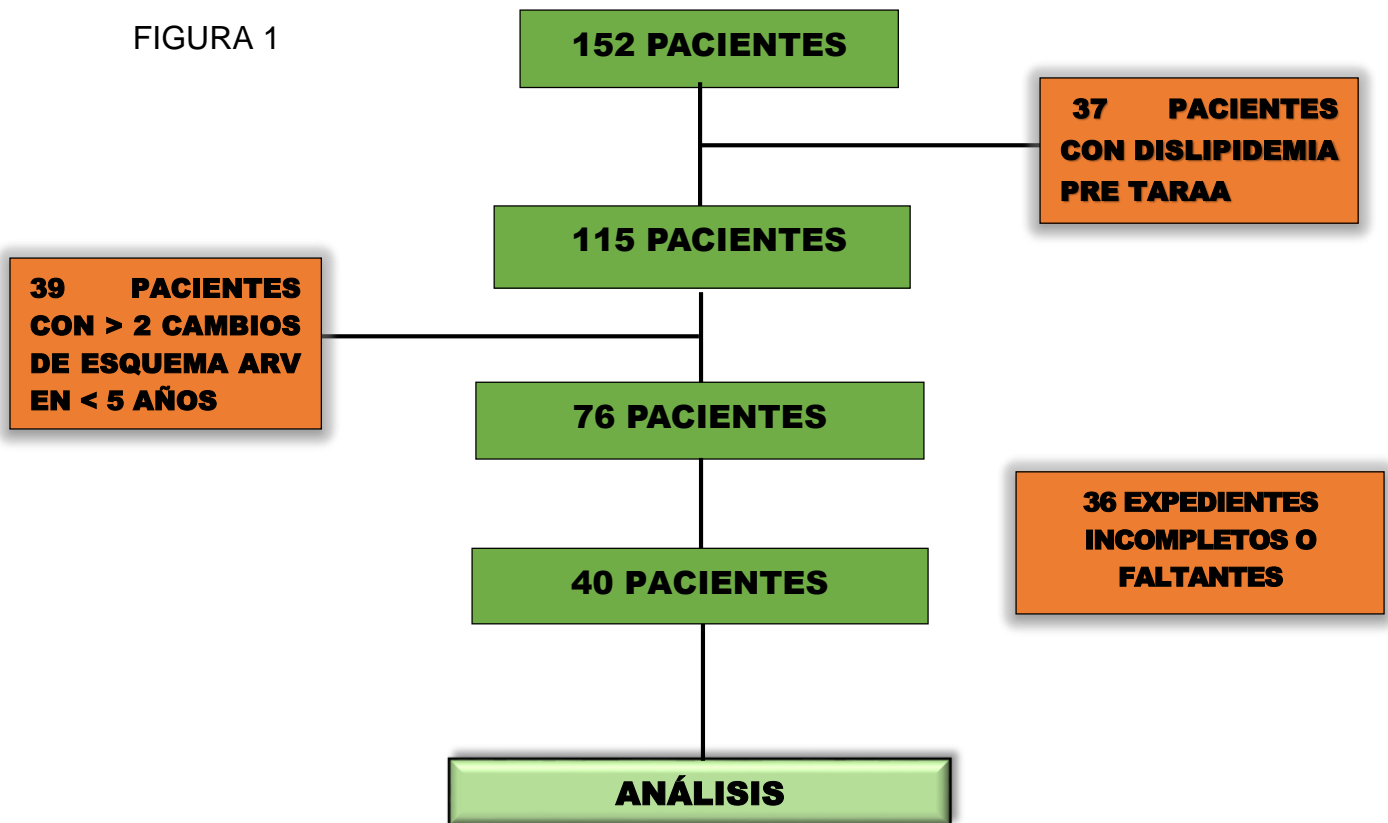 FIGURA 1
152 PACIENTES
37 PACIENTES
CON DISLIPIDEMIA
PRE TARAA
115 PACIENTES
39 PACIENTES
CON > 2 CAMBIOS
DE ESQUEMA ARV
EN < 5 AÑOS
76 PACIENTES
36 EXPEDIENTES
INCOMPLETOS O
FALTANTES
40 PACIENTES
ANÁLISIS